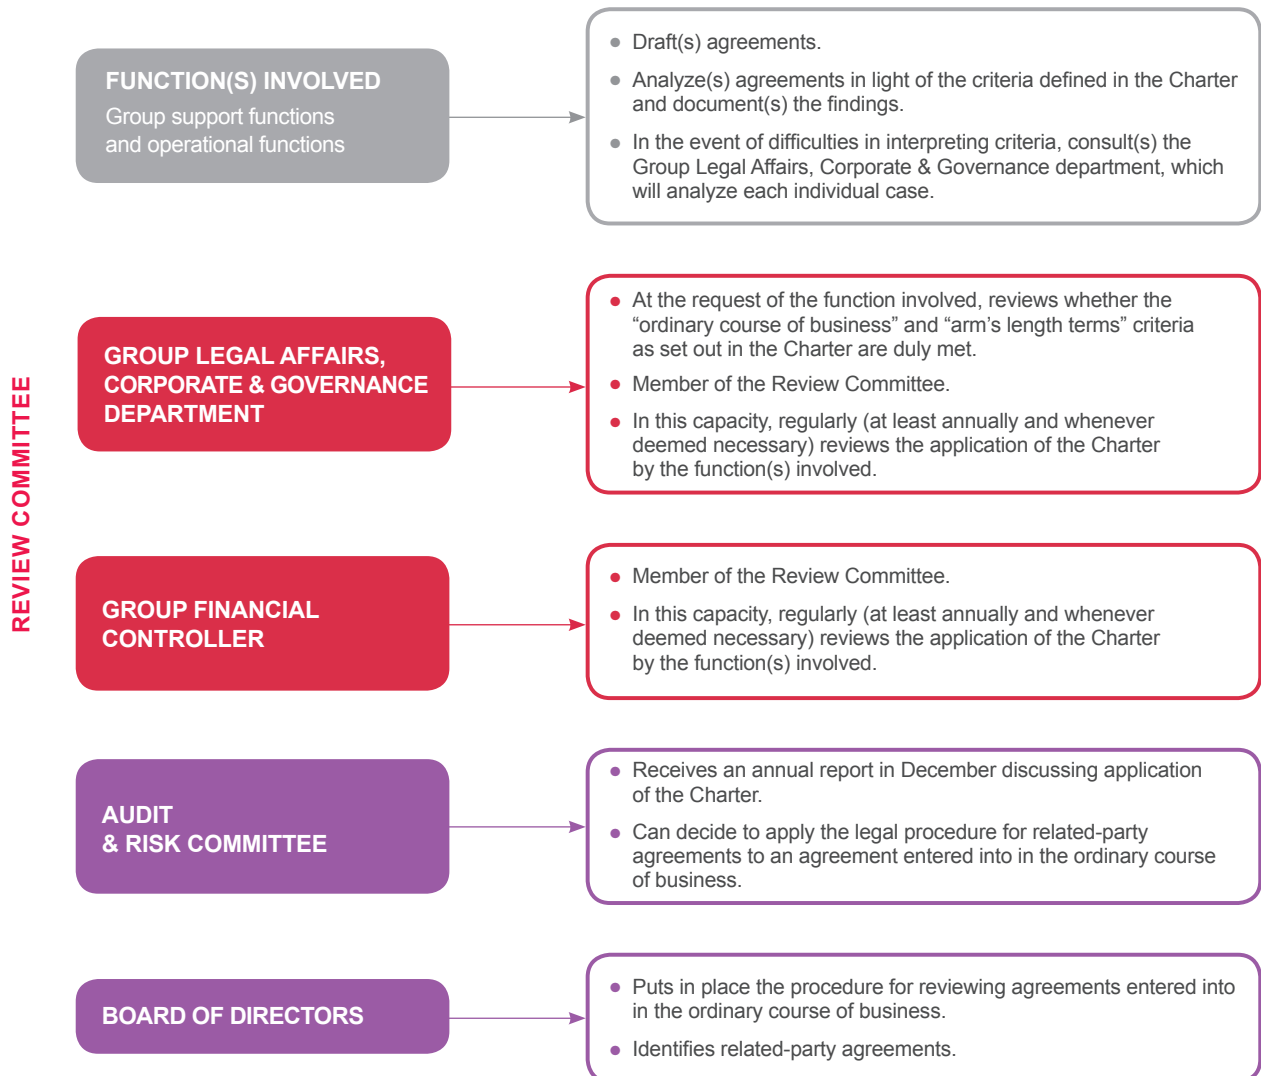 FUNCTION(S) INVOLVED
Group support functions
and operational functions
Draft(s) agreements.
Analyze(s) agreements in light of the criteria defined in the Charter
and document(s) the findings.
In the event of difficulties in interpreting criteria, consult(s) the
Group Legal Affairs, Corporate & Governance department, which
will analyze each individual case.
REVIEW COMMITTEE
GROUP LEGAL AFFAIRS,
CORPORATE & GOVERNANCE
DEPARTMENT
At the request of the function involved, reviews whether the
“ordinary course of business” and “arm’s length terms” criteria
as set out in the Charter are duly met.
Member of the Review Committee.
In this capacity, regularly (at least annually and whenever
deemed necessary) reviews the application of the Charter
by the function(s) involved.
GROUP FINANCIAL
CONTROLLER
Member of the Review Committee.
In this capacity, regularly (at least annually and whenever
deemed necessary) reviews the application of the Charter
by the function(s) involved.
AUDIT
& RISK COMMITTEE
Receives an annual report in December discussing application
of the Charter.
Can decide to apply the legal procedure for related-party
agreements to an agreement entered into in the ordinary course
of business.
BOARD OF DIRECTORS
Puts in place the procedure for reviewing agreements entered into
in the ordinary course of business.
Identifies related-party agreements.